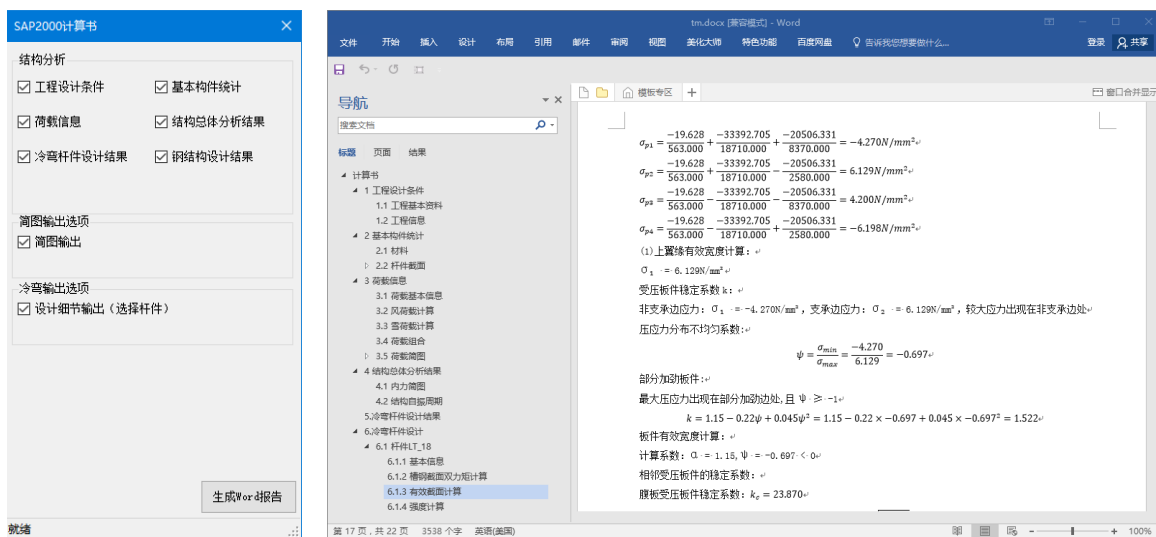 SAP2000计算书
结构分析
工程设计条件 基本构件统计
荷载信息 结构总体分析结果
冷弯杆件设计结果 钢结构设计结果
简图输出选项
简图输出
冷弯输出选项
设计细节输出(选择杆件)
生成Word报告
就绪
tm.docx [兼容模式] - Word
文件 开始 插入 设计 布局 引用 邮件 审阅 视图 美化大师 特色功能 百度网盘 告诉我您想要做什么... 登录 共享
导航
搜索文档
标题 页面 结果
计算书
1 工程设计条件
1.1 工程基本资料
1.2 工程信息
2 基本构件统计
2.1 材料
2.2 杆件截面
3 荷载信息
3.1 荷载基本信息
3.2 风荷载计算
3.3 雪荷载计算
3.4 荷载组合
3.5 荷载简图
4 结构总体分析结果
4.1 内力简图
4.2 结构自振周期
5.冷弯杆件设计结果
6.冷弯杆件设计
6.1 杆件LT_18
6.1.1 基本信息
6.1.2 槽钢截面双力矩计算
6.1.3 有效截面计算
6.1.4 强度计算
模板专区 窗口合并显示
σp1 = -19.628/563.000 + -33392.705/18710.000 + -20506.331/8370.000 = −4.270N/mm²
σp2 = -19.628/563.000 + -33392.705/18710.000 − -20506.331/2580.000 = 6.129N/mm²
σp3 = -19.628/563.000 − -33392.705/18710.000 − -20506.331/8370.000 = 4.200N/mm²
σp4 = -19.628/563.000 − -33392.705/18710.000 + -20506.331/2580.000 = −6.198N/mm²
(1)上翼缘有效宽度计算:
σ₁ = 6.129N/mm²
受压板件稳定系数 k:
非支承边应力: σ₁ = -4.270N/mm², 支承边应力: σ₂ = 6.129N/mm², 较大应力出现在非支承边处
压应力分布不均匀系数:
ψ = σmin/σmax = -4.270/6.129 = −0.697
部分加劲板件:
最大压应力出现在部分加劲边处,且 ψ ≥ -1
k = 1.15 − 0.22ψ + 0.045ψ² = 1.15 − 0.22 × −0.697 + 0.045 × −0.697² = 1.522
板件有效宽度计算:
计算系数: α = 1.15, ψ = -0.697 < 0
相邻受压板件的稳定系数:
腹板受压板件稳定系数: kc = 23.870
第 17 页,共 22 页 3538 个字 英语(美国) 100%